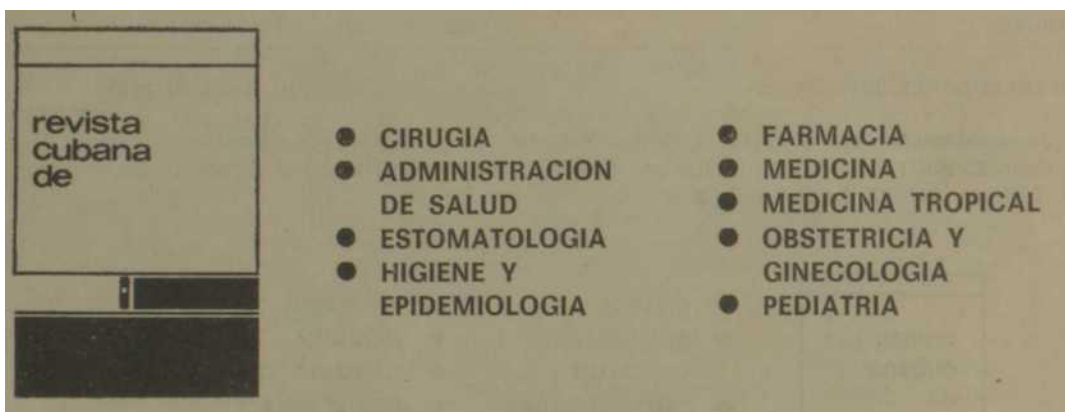 revista
cubana
de
● CIRUGIA
● ADMINISTRACION
DE SALUD
● ESTOMATOLOGIA
● HIGIENE Y
EPIDEMIOLOGIA
● FARMACIA
● MEDICINA
● MEDICINA TROPICAL
● OBSTETRICIA Y
GINECOLOGIA
● PEDIATRIA